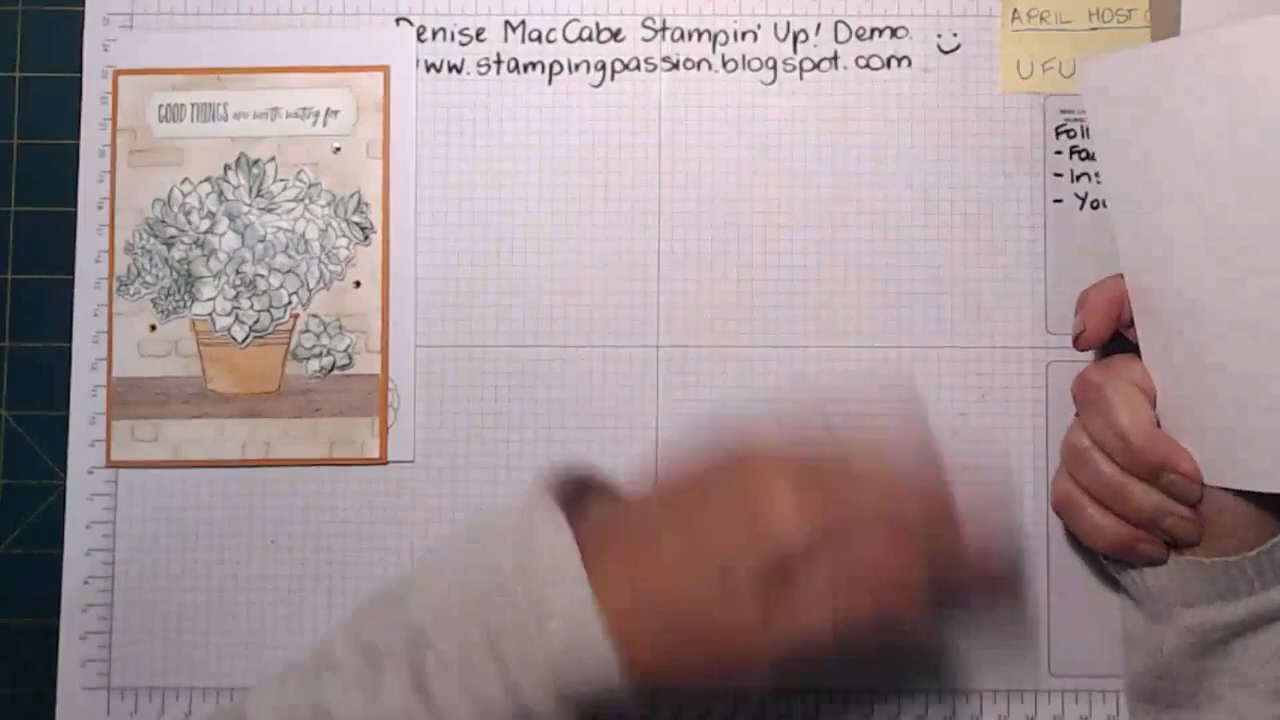 enise MacCabe Stampin' Up! Demo.
ww.stampingpassion.blogspot.com
APRIL HOST
UFU
GOOD THINGS are worth waiting for
Foll
- Fa
- Ins
- You